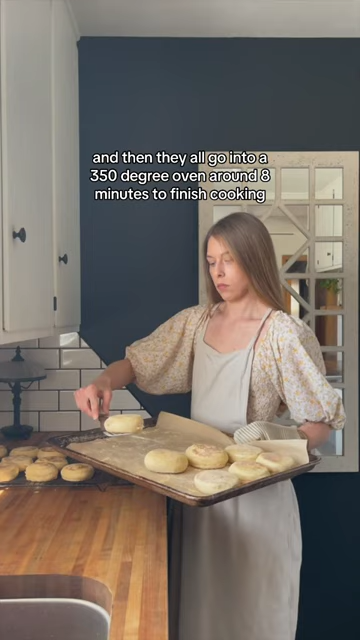 and then they all go into a
350 degree oven around 8
minutes to finish cooking